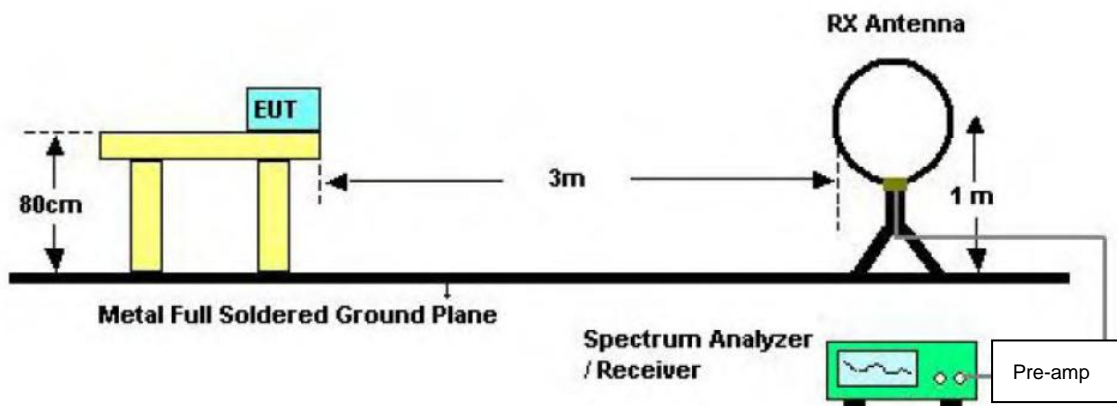 RX Antenna
EUT
3m
80cm
1 m
Metal Full Soldered Ground Plane
Spectrum Analyzer
/ Receiver
Pre-amp